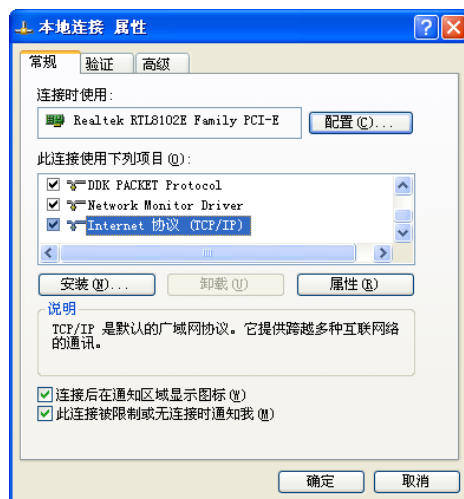 本地连接 属性
常规 验证 高级
连接时使用:
Realtek RTL8102E Family PCI-E 配置(C)...
此连接使用下列项目(O):
DDK PACKET Protocol
Network Monitor Driver
Internet 协议 (TCP/IP)
安装(N)... 卸载(U) 属性(R)
说明
TCP/IP 是默认的广域网协议。它提供跨越多种互联网络
的通讯。
连接后在通知区域显示图标(W)
此连接被限制或无连接时通知我(M)
确定 取消